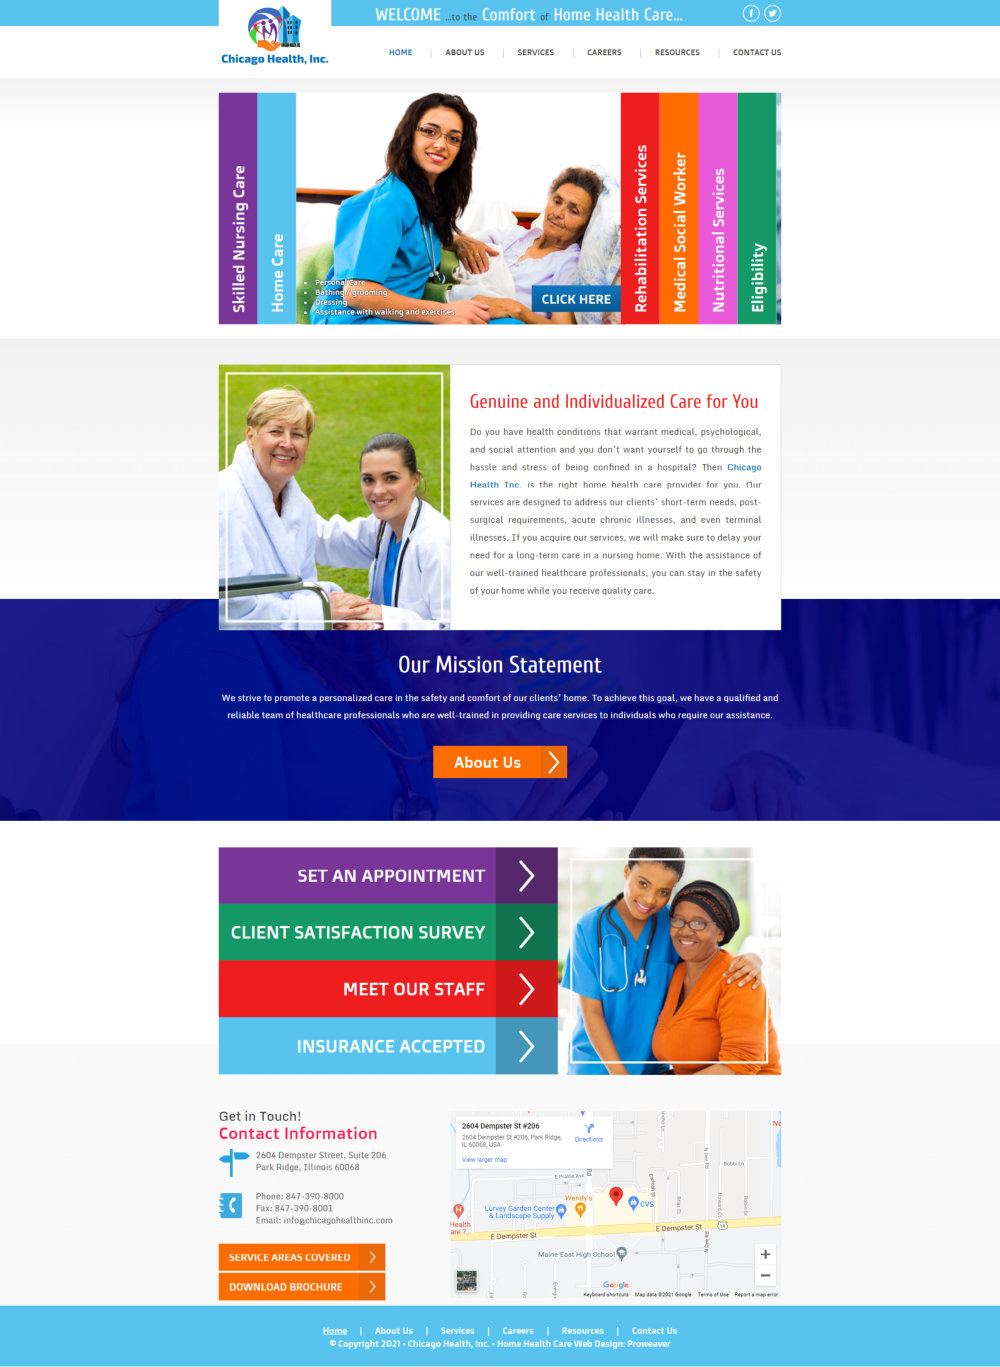 WELCOME ...to the Comfort of Home Health Care...
Chicago Health, Inc.
HOME
ABOUT US
SERVICES
CAREERS
RESOURCES
CONTACT US
Skilled Nursing Care
Home Care
Personal Care
Bathing / grooming
Dressing
Assistance with walking and exercises
CLICK HERE
Rehabilitation Services
Medical Social Worker
Nutritional Services
Eligibility
Genuine and Individualized Care for You
Do you have health conditions that warrant medical, psychological,
and social attention and you don't want yourself to go through the
hassle and stress of being confined in a hospital? Then Chicago
Health Inc. is the right home health care provider for you. Our
services are designed to address our clients' short-term needs, post-
surgical requirements, acute chronic illnesses, and even terminal
illnesses. If you acquire our services, we will make sure to delay your
need for a long-term care in a nursing home. With the assistance of
our well-trained healthcare professionals, you can stay in the safety
of your home while you receive quality care.
Our Mission Statement
We strive to promote a personalized care in the safety and comfort of our clients' home. To achieve this goal, we have a qualified and
reliable team of healthcare professionals who are well-trained in providing care services to individuals who require our assistance.
About Us
SET AN APPOINTMENT
CLIENT SATISFACTION SURVEY
MEET OUR STAFF
INSURANCE ACCEPTED
Get in Touch!
Contact Information
2604 Dempster Street, Suite 206
Park Ridge, Illinois 60068
Phone: 847-390-8000
Fax: 847-390-8001
Email: info@chicagohealthinc.com
SERVICE AREAS COVERED
DOWNLOAD BROCHURE
2604 Dempster St #206
2604 Dempster St #206, Park Ridge,
IL 60068, USA
Directions
View larger map
E Prairie Ave
Rd
N Dee Rd
Bobbi Ln
Wendy's
CVS
Lurvey Garden Center
& Landscape Supply
Health
E Dempster St
E Dempster St
14
Maine East High School
Google
Keyboard shortcuts
Map data ©2021 Google
Terms of Use
Report a map error
Home | About Us | Services | Careers | Resources | Contact Us
© Copyright 2021 • Chicago Health, Inc. • Home Health Care Web Design: Proweaver